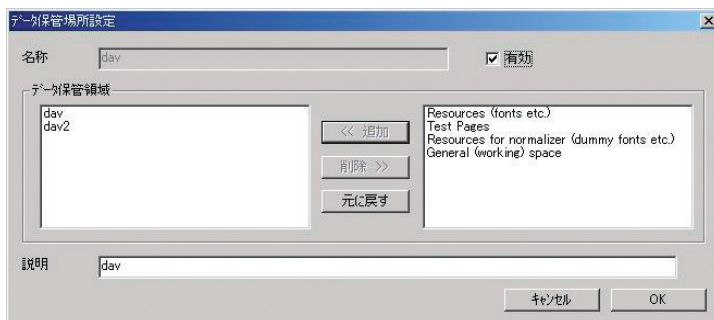 データ保管場所設定
名称 dav 有効
データ保管領域
dav
dav2
<< 追加
削除 >>
元に戻す
Resources (fonts etc.)
Test Pages
Resources for normalizer (dummy fonts etc.)
General (working) space
説明 dav
キャンセル OK